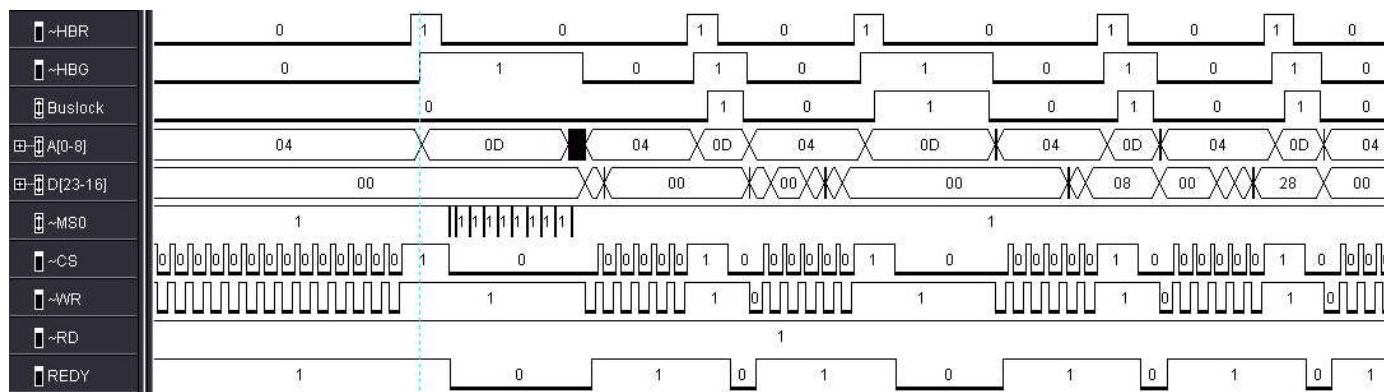 ~HBR 0 1 0 1 0 1 0 1 0 1 0
~HBG 0 1 0 1 0 1 0 1 0 1 0
Buslock 0 1 0 1 0 1 0 1 0
A[0-8] 04 0D 04 0D 04 0D 04 0D 04 0D 04
D[23-16] 00 00 00 00 08 00 28 00
~MS0 1 1 1 1 1 1 1 1 1 1
~CS 0 0 0 0 0 0 0 0 0 0 0 0 0 0 1 0 0 0 0 0 0 1 0 0 0 0 0 0 1 0 0 0 0 0 0 1 0 0 0 0 0 0 1 0 0 0 0
~WR 1 1 0 1 1 0 1 0
~RD 1
REDY 1 0 1 0 1 0 1 0 1 0 1